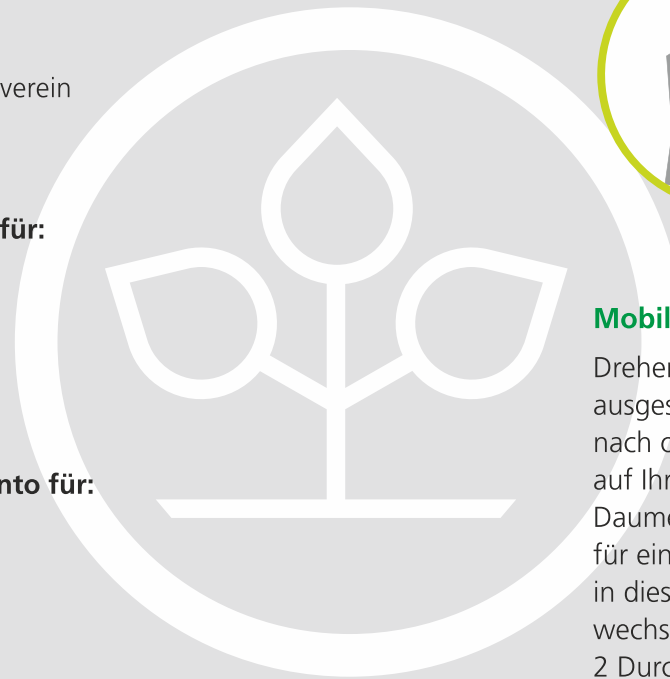 verein
für:
nto für:
Mobil
Drehen
ausges
nach o
auf Ihr
Daume
für ein
in dies
wechs
2 Durc